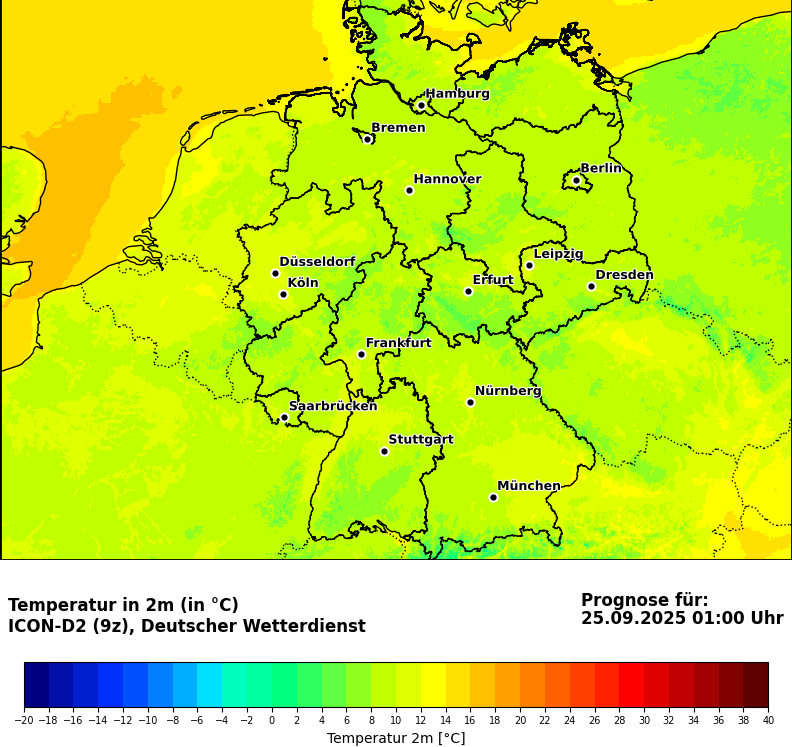 Hamburg
Bremen
Berlin
Hannover
Leipzig
Düsseldorf
Dresden
Köln
Erfurt
Frankfurt
Nürnberg
Saarbrücken
Stuttgart
München
Temperatur in 2m (in °C)
ICON-D2 (9z), Deutscher Wetterdienst
Prognose für:
25.09.2025 01:00 Uhr
−20 −18 −16 −14 −12 −10 −8 −6 −4 −2 0 2 4 6 8 10 12 14 16 18 20 22 24 26 28 30 32 34 36 38 40
Temperatur 2m [°C]